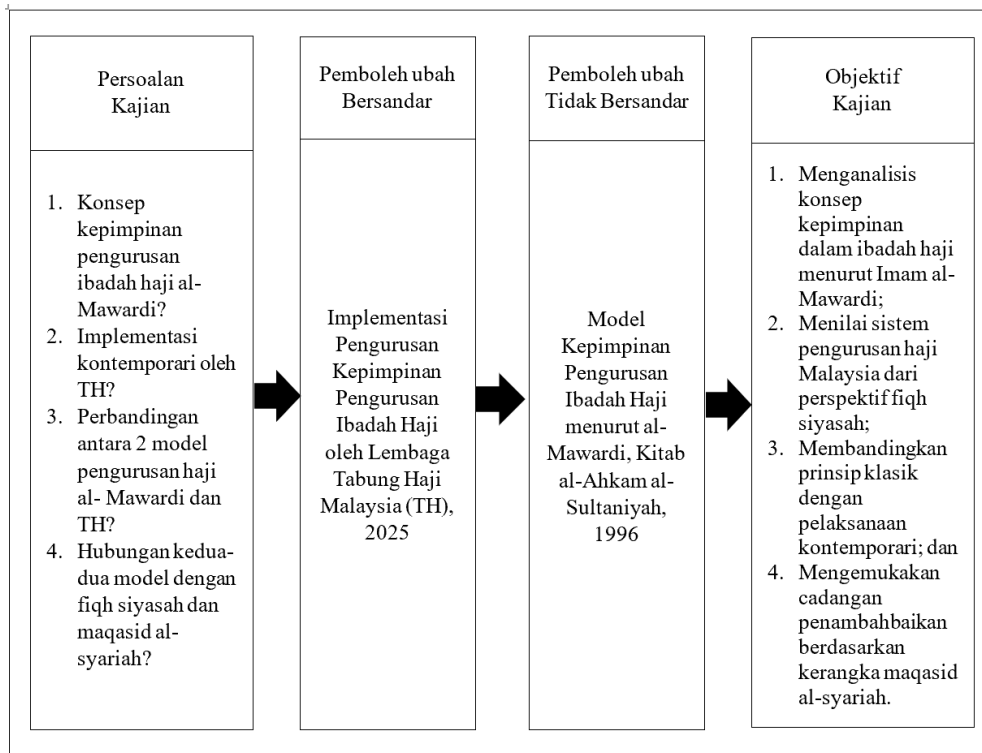 Persoalan
Kajian
1. Konsep
kepimpinan
pengurusan
ibadah haji al-
Mawardi?
2. Implementasi
kontemporari oleh
TH?
3. Perbandingan
antara 2 model
pengurusan haji
al- Mawardi dan
TH?
4. Hubungan kedua-
dua model dengan
fiqh siyasah dan
maqasid al-
syariah?
Pemboleh ubah
Bersandar
Implementasi
Pengurusan
Kepimpinan
Pengurusan
Ibadah Haji
oleh Lembaga
Tabung Haji
Malaysia (TH),
2025
Pemboleh ubah
Tidak Bersandar
Model
Kepimpinan
Pengurusan
Ibadah Haji
menurut al-
Mawardi, Kitab
al-Ahkam al-
Sultaniyah,
1996
Objektif
Kajian
1. Menganalisis
konsep
kepimpinan
dalam ibadah haji
menurut Imam al-
Mawardi;
2. Menilai sistem
pengurusan haji
Malaysia dari
perspektif fiqh
siyasah;
3. Membandingkan
prinsip klasik
dengan
pelaksanaan
kontemporari; dan
4. Mengemukakan
cadangan
penambahbaikan
berdasarkan
kerangka maqasid
al-syariah.